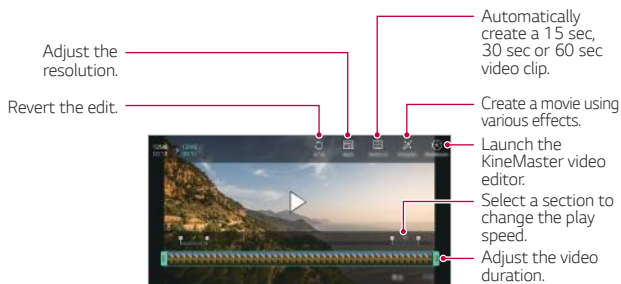 Adjust the
resolution.
Revert the edit.
Automatically
create a 15 sec,
30 sec or 60 sec
video clip.
Create a movie using
various effects.
Launch the
KineMaster video
editor.
Select a section to
change the play
speed.
Adjust the video
duration.